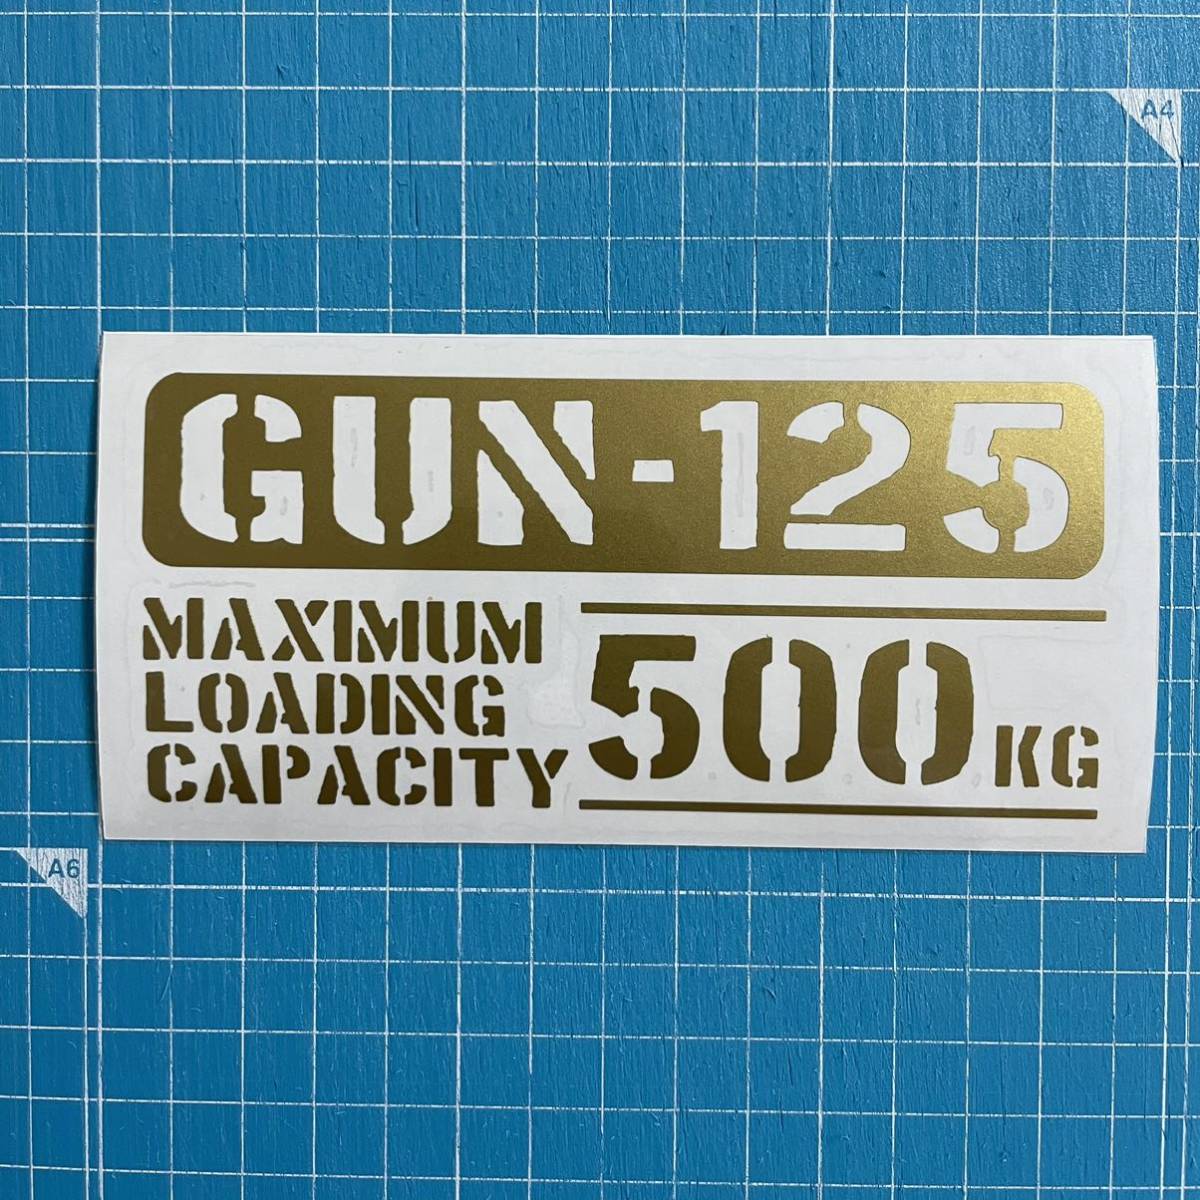 A4
GUN-125
MAXIMUM
LOADING
CAPACITY
500 KG
A6